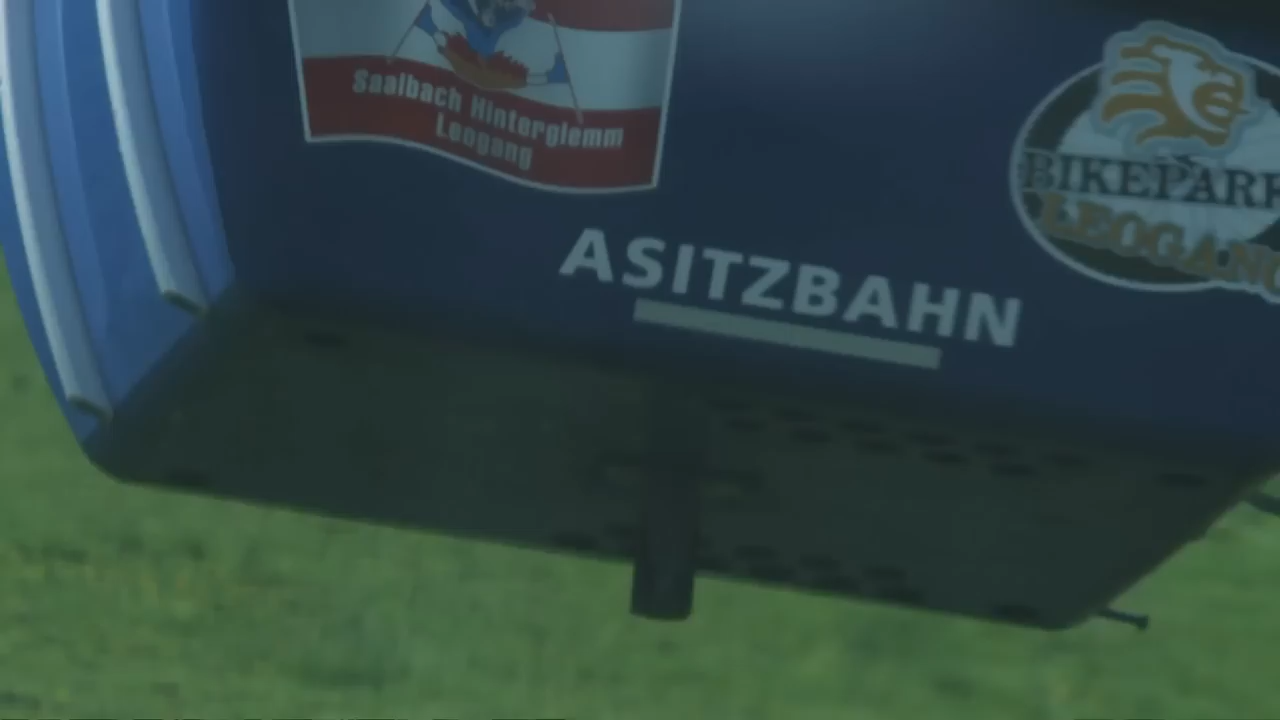 Saalbach Hinterglemm
Leogang
ASITZBAHN
BIKEPARK
LEOGANG